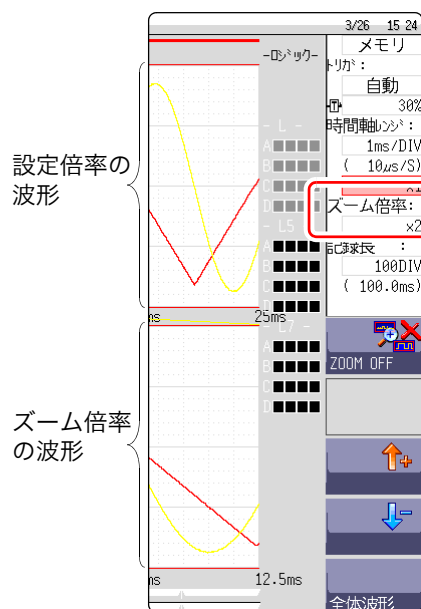 設定倍率の
波形
ズーム倍率
の波形
-ロジック-
- L -
A
B
C
D
- L5
A
B
C
D
- L7 -
A
B
C
D
25ms
12.5ms
3/26 15 24
メモリ
トリガ:
自動
30%
時間軸レンジ:
1ms/DIV
( 10µs/S)
x1
ズーム倍率:
x2
記録長 :
100DIV
( 100.0ms)
ZOOM OFF
全体波形